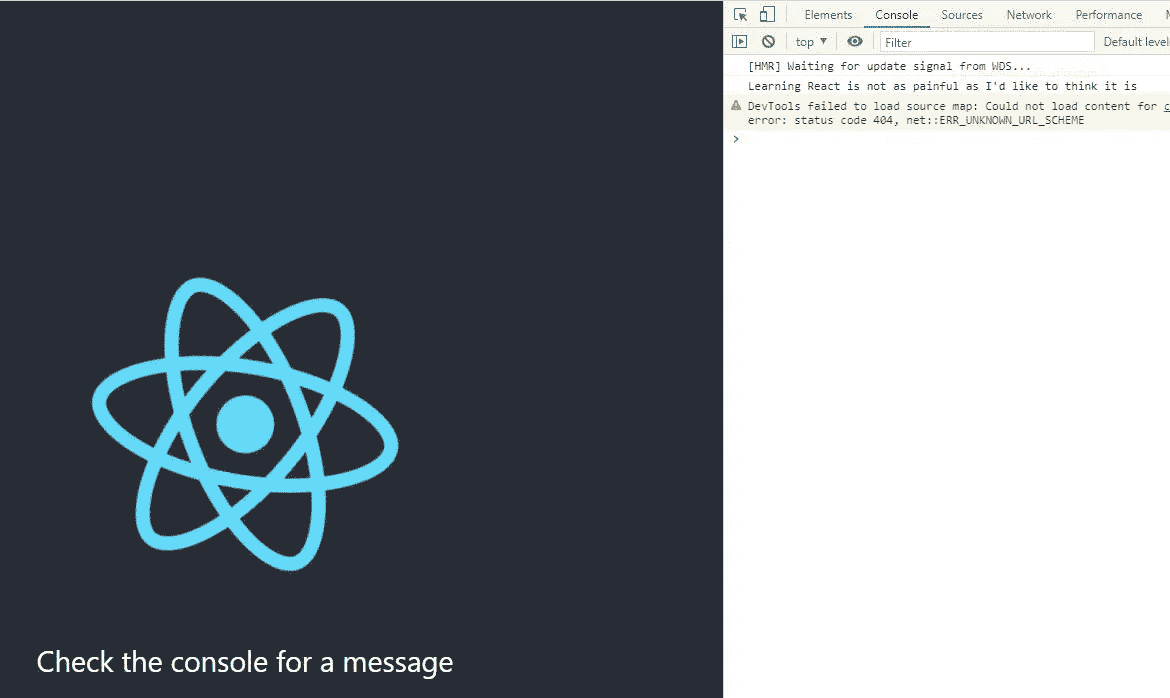 Elements Console Sources Network Performance
top Filter Default level
[HMR] Waiting for update signal from WDS...
Learning React is not as painful as I'd like to think it is
DevTools failed to load source map: Could not load content for c
error: status code 404, net::ERR_UNKNOWN_URL_SCHEME
Check the console for a message